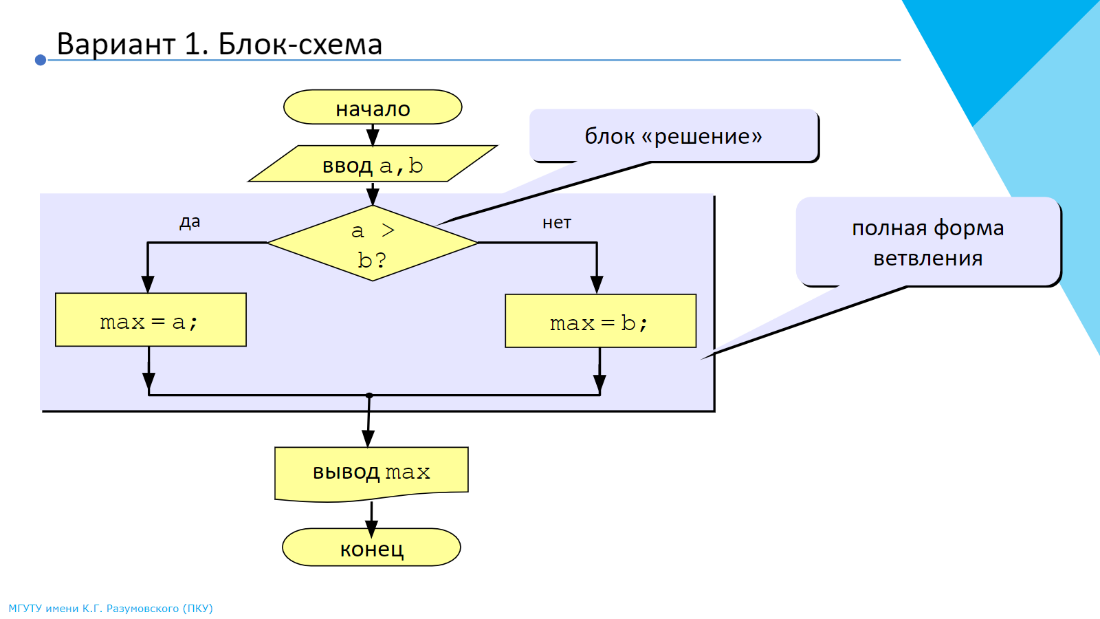 Вариант 1. Блок-схема
начало
блок «решение»
ввод a,b
да
a >
b?
нет
полная форма
ветвления
max = a;
max = b;
вывод max
конец
МГУТУ имени К.Г. Разумовского (ПКУ)